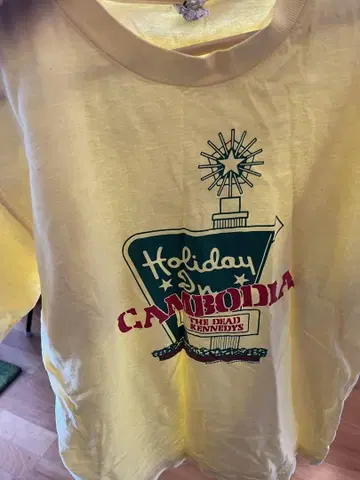 Holiday
In
CAMBODIA
THE DEAD
KENNEDYS